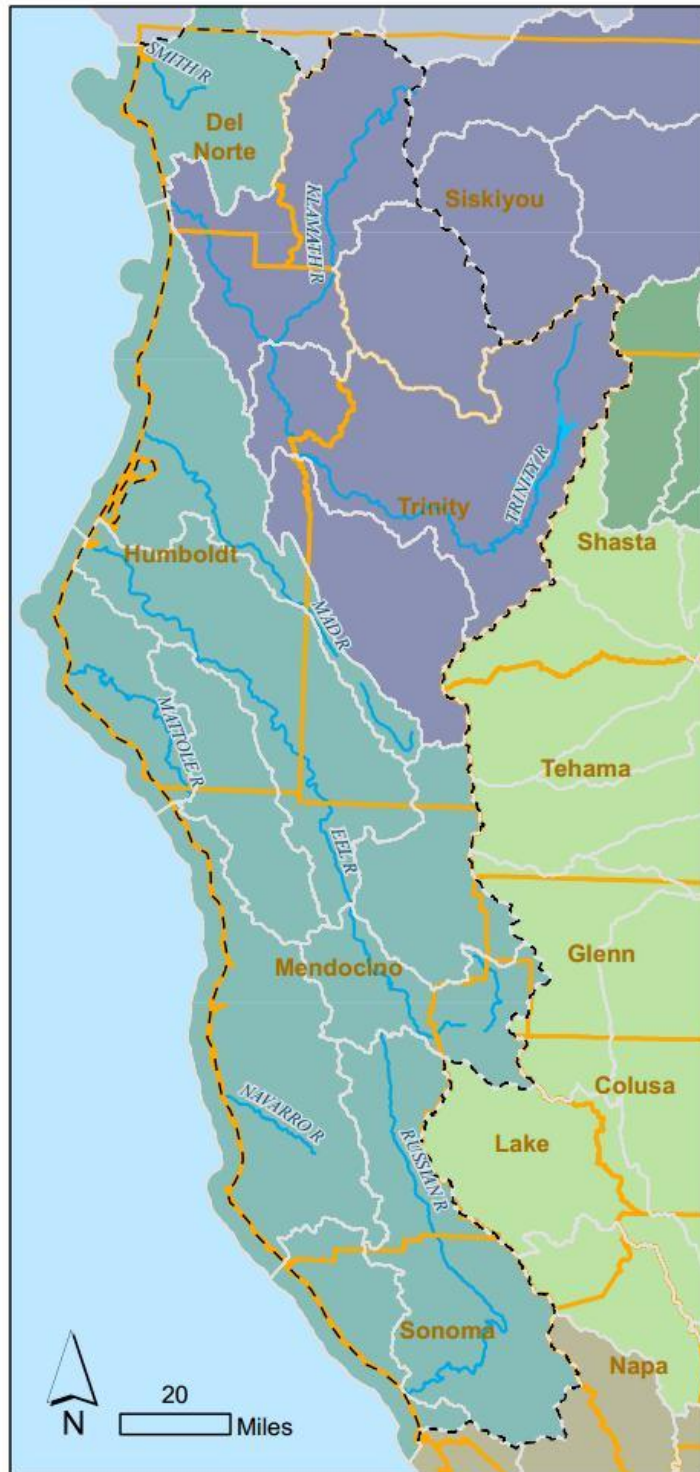 SMITH R
Del
Norte
KLAMATH R
Siskiyou
TRINITY R
Trinity
Shasta
Humboldt
MAD R
MATTOLE R
Tehama
EEL R
Glenn
Mendocino
Colusa
NAVARRO R
Lake
RUSSIAN R
Sonoma
Napa
20
N
Miles